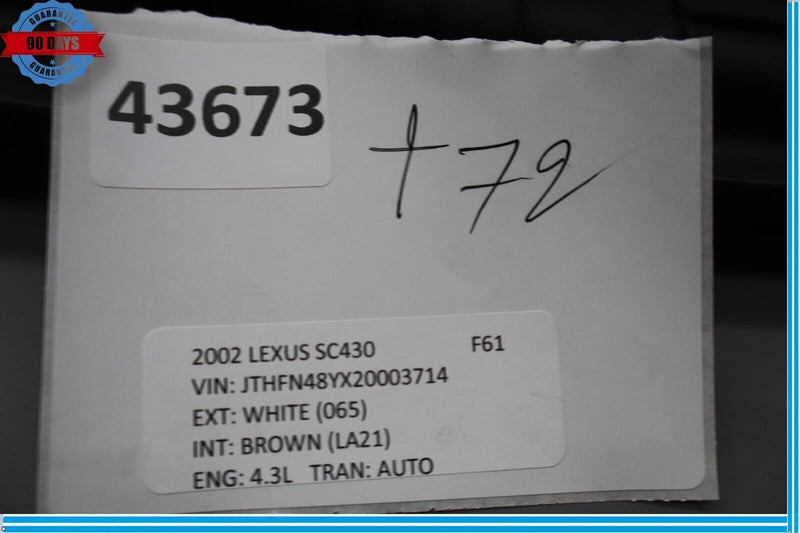 GUARANTEE
90 DAYS
GUARANTEE
43673
+72
2002 LEXUS SC430 F61
VIN: JTHFN48YX20003714
EXT: WHITE (065)
INT: BROWN (LA21)
ENG: 4.3L TRAN: AUTO